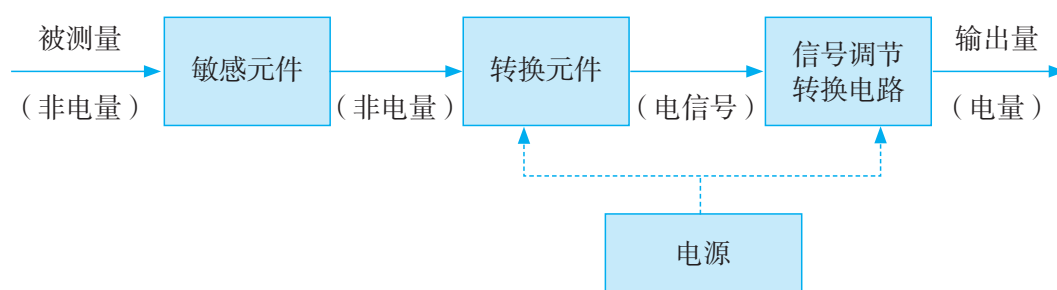 被测量
（非电量）
敏感元件
（非电量）
转换元件
（电信号）
信号调节
转换电路
输出量
（电量）
电源